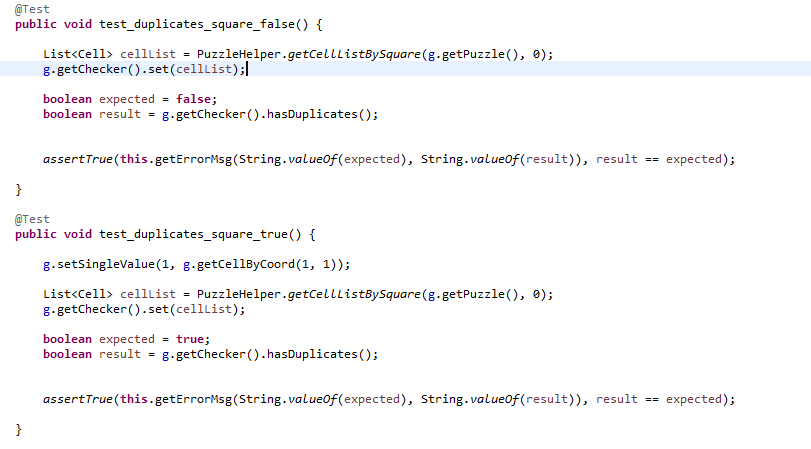 @Test
public void test_duplicates_square_false() {
List<Cell> cellList = PuzzleHelper.getCellListBySquare(g.getPuzzle(), 0);
g.getChecker().set(cellList);
boolean expected = false;
boolean result = g.getChecker().hasDuplicates();
assertTrue(this.getErrorMsg(String.valueOf(expected), String.valueOf(result)), result == expected);
}
@Test
public void test_duplicates_square_true() {
g.setSingleValue(1, g.getCellByCoord(1, 1));
List<Cell> cellList = PuzzleHelper.getCellListBySquare(g.getPuzzle(), 0);
g.getChecker().set(cellList);
boolean expected = true;
boolean result = g.getChecker().hasDuplicates();
assertTrue(this.getErrorMsg(String.valueOf(expected), String.valueOf(result)), result == expected);
}